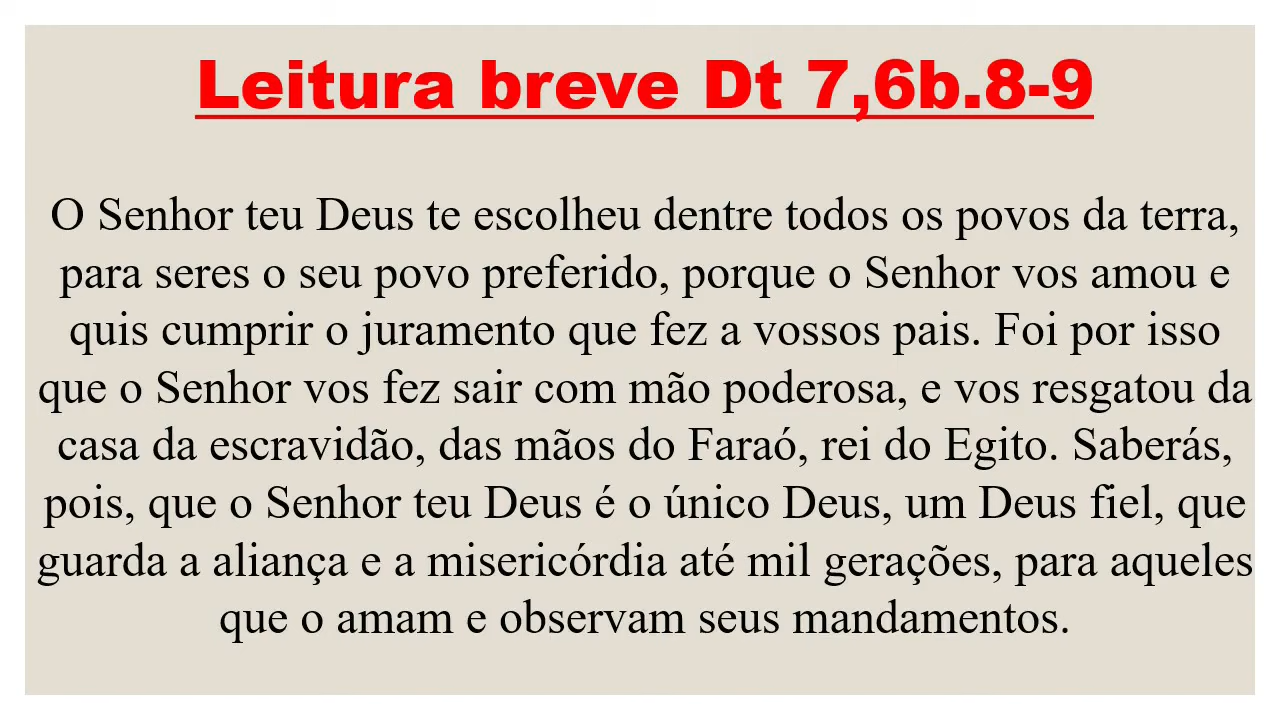 Leitura breve Dt 7,6b.8-9
O Senhor teu Deus te escolheu dentre todos os povos da terra,
para seres o seu povo preferido, porque o Senhor vos amou e
quis cumprir o juramento que fez a vossos pais. Foi por isso
que o Senhor vos fez sair com mão poderosa, e vos resgatou da
casa da escravidão, das mãos do Faraó, rei do Egito. Saberás,
pois, que o Senhor teu Deus é o único Deus, um Deus fiel, que
guarda a aliança e a misericórdia até mil gerações, para aqueles
que o amam e observam seus mandamentos.